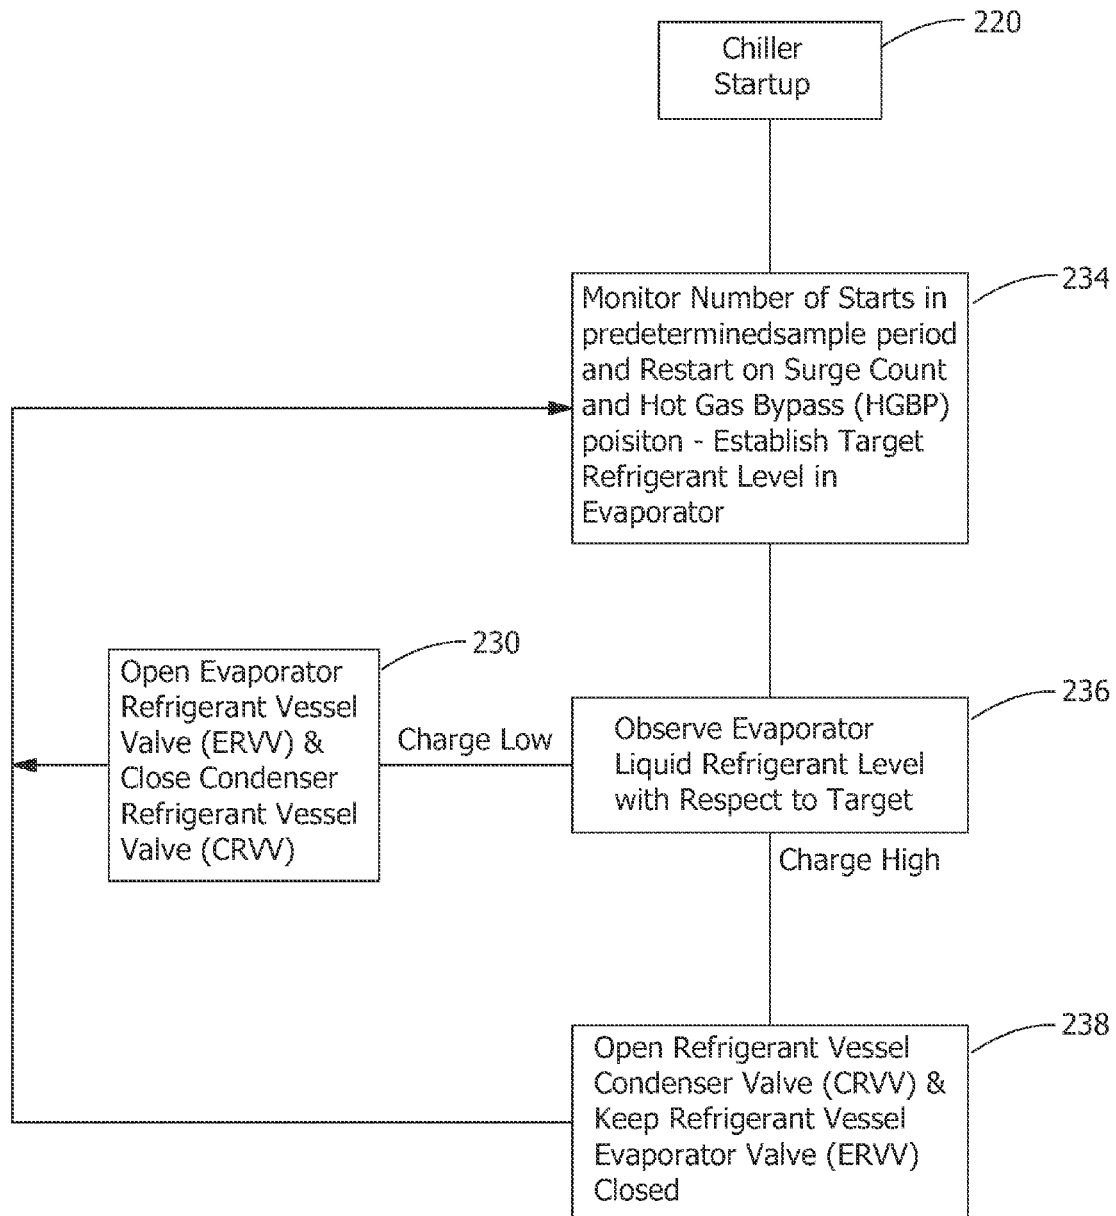 220
Chiller
Startup
234
Monitor Number of Starts in
predeterminedsample period
and Restart on Surge Count
and Hot Gas Bypass (HGBP)
poisiton - Establish Target
Refrigerant Level in
Evaporator
230
Open Evaporator
Refrigerant Vessel
Valve (ERVV) &
Close Condenser
Refrigerant Vessel
Valve (CRVV)
Charge Low
236
Observe Evaporator
Liquid Refrigerant Level
with Respect to Target
Charge High
238
Open Refrigerant Vessel
Condenser Valve (CRVV) &
Keep Refrigerant Vessel
Evaporator Valve (ERVV)
Closed